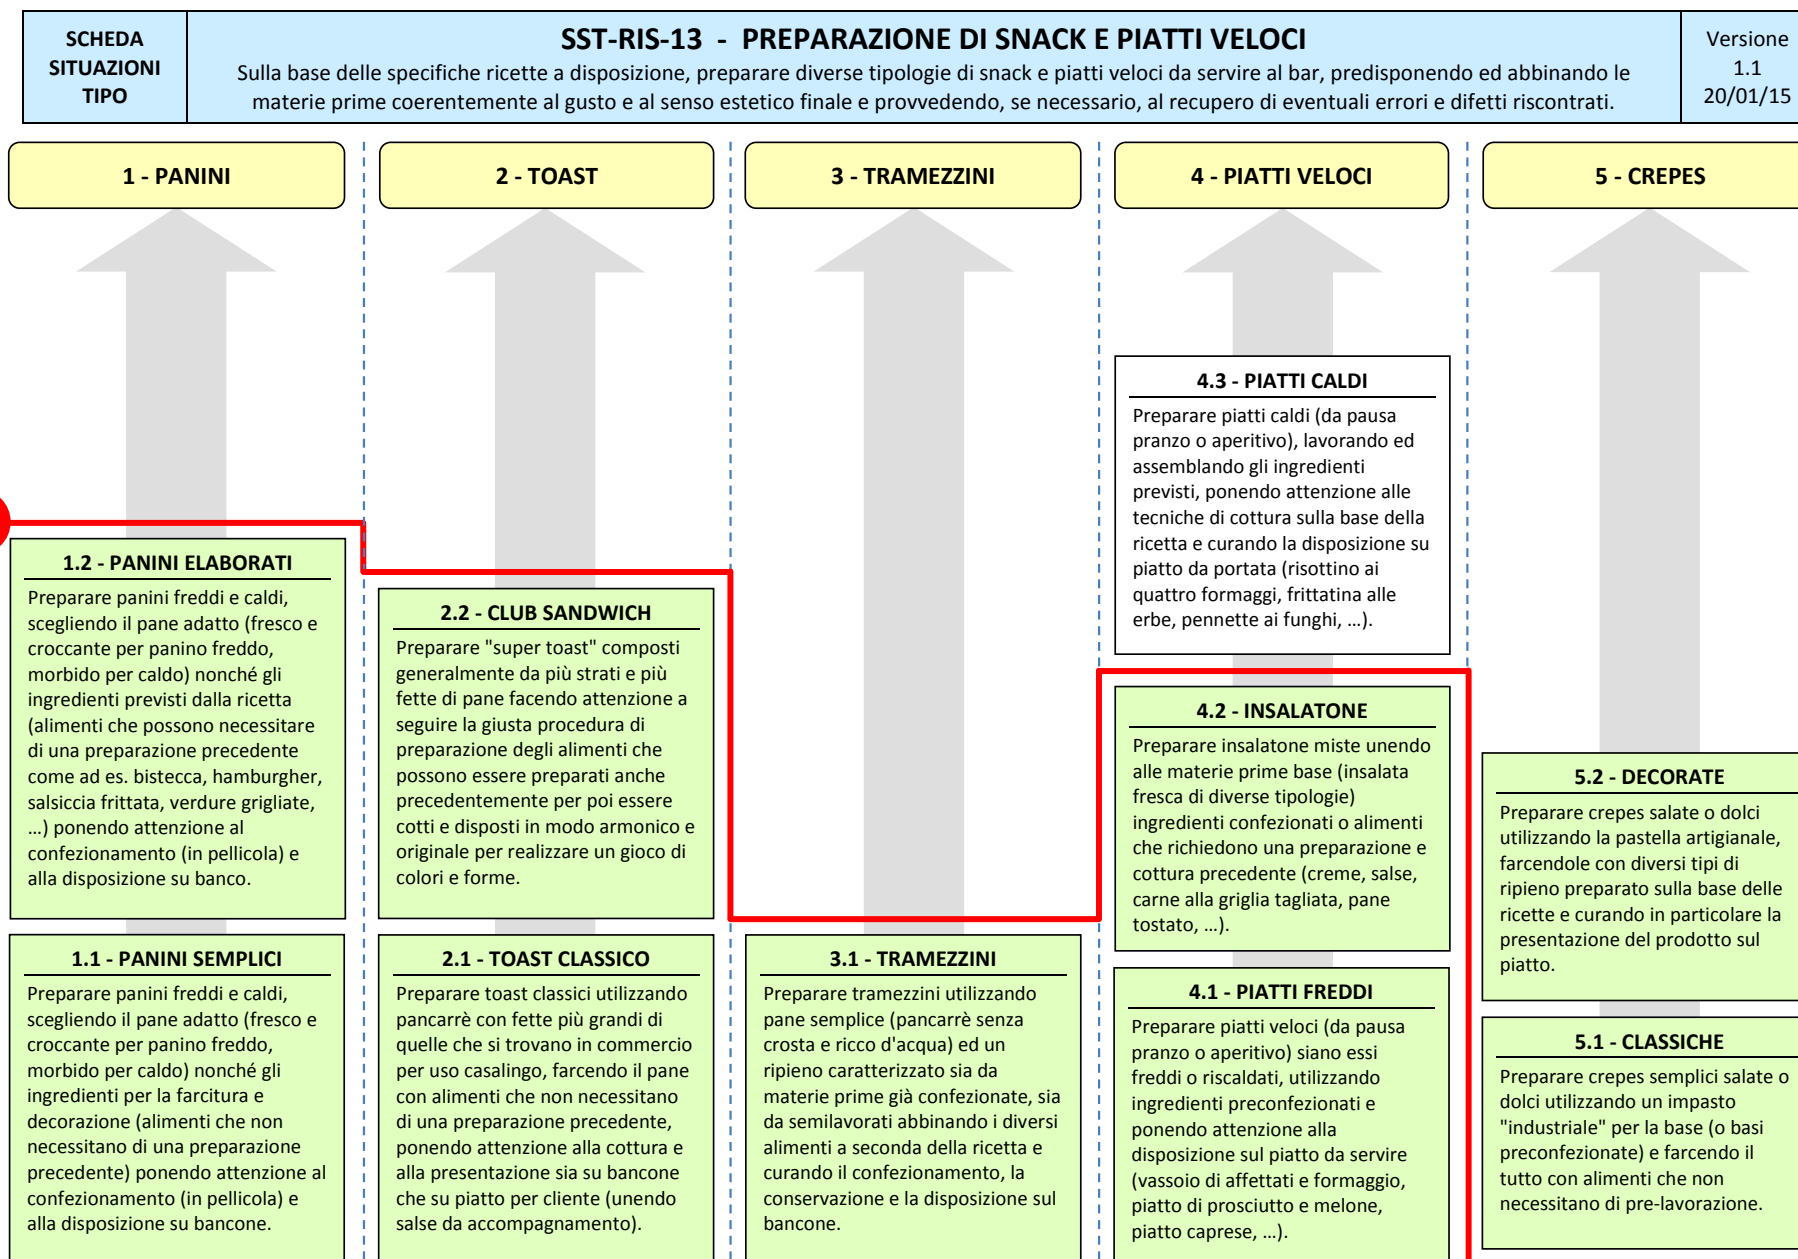 SCHEDA
SITUAZIONI
TIPO
SST-RIS-13 - PREPARAZIONE DI SNACK E PIATTI VELOCI
Sulla base delle specifiche ricette a disposizione, preparare diverse tipologie di snack e piatti veloci da servire al bar, predisponendo ed abbinando le
materie prime coerentemente al gusto e al senso estetico finale e provvedendo, se necessario, al recupero di eventuali errori e difetti riscontrati.
Versione
1.1
20/01/15
1 - PANINI
2 - TOAST
3 - TRAMEZZINI
4 - PIATTI VELOCI
5 - CREPES
1.2 - PANINI ELABORATI
Preparare panini freddi e caldi,
scegliendo il pane adatto (fresco e
croccante per panino freddo,
morbido per caldo) nonché gli
ingredienti previsti dalla ricetta
(alimenti che possono necessitare
di una preparazione precedente
come ad es. bistecca, hamburgher,
salsiccia frittata, verdure grigliate,
...) ponendo attenzione al
confezionamento (in pellicola) e
alla disposizione su banco.
1.1 - PANINI SEMPLICI
Preparare panini freddi e caldi,
scegliendo il pane adatto (fresco e
croccante per panino freddo,
morbido per caldo) nonché gli
ingredienti per la farcitura e
decorazione (alimenti che non
necessitano di una preparazione
precedente) ponendo attenzione al
confezionamento (in pellicola) e
alla disposizione su bancone.
2.2 - CLUB SANDWICH
Preparare "super toast" composti
generalmente da più strati e più
fette di pane facendo attenzione a
seguire la giusta procedura di
preparazione degli alimenti che
possono essere preparati anche
precedentemente per poi essere
cotti e disposti in modo armonico e
originale per realizzare un gioco di
colori e forme.
2.1 - TOAST CLASSICO
Preparare toast classici utilizzando
pancarrè con fette più grandi di
quelle che si trovano in commercio
per uso casalingo, farcendo il pane
con alimenti che non necessitano
di una preparazione precedente,
ponendo attenzione alla cottura e
alla presentazione sia su bancone
che su piatto per cliente (unendo
salse da accompagnamento).
3.1 - TRAMEZZINI
Preparare tramezzini utilizzando
pane semplice (pancarrè senza
crosta e ricco d'acqua) ed un
ripieno caratterizzato sia da
materie prime già confezionate, sia
da semilavorati abbinando i diversi
alimenti a seconda della ricetta e
curando il confezionamento, la
conservazione e la disposizione sul
bancone.
4.3 - PIATTI CALDI
Preparare piatti caldi (da pausa
pranzo o aperitivo), lavorando ed
assemblando gli ingredienti
previsti, ponendo attenzione alle
tecniche di cottura sulla base della
ricetta e curando la disposizione su
piatto da portata (risottino ai
quattro formaggi, frittatina alle
erbe, pennette ai funghi, ...).
4.2 - INSALATONE
Preparare insalatone miste unendo
alle materie prime base (insalata
fresca di diverse tipologie)
ingredienti confezionati o alimenti
che richiedono una preparazione e
cottura precedente (creme, salse,
carne alla griglia tagliata, pane
tostato, ...).
4.1 - PIATTI FREDDI
Preparare piatti veloci (da pausa
pranzo o aperitivo) siano essi
freddi o riscaldati, utilizzando
ingredienti preconfezionati e
ponendo attenzione alla
disposizione sul piatto da servire
(vassoio di affettati e formaggio,
piatto di prosciutto e melone,
piatto caprese, ...).
5.2 - DECORATE
Preparare crepes salate o dolci
utilizzando la pastella artigianale,
farcendole con diversi tipi di
ripieno preparato sulla base delle
ricette e curando in particolare la
presentazione del prodotto sul
piatto.
5.1 - CLASSICHE
Preparare crepes semplici salate o
dolci utilizzando un impasto
"industriale" per la base (o basi
preconfezionate) e farcendo il
tutto con alimenti che non
necessitano di pre-lavorazione.